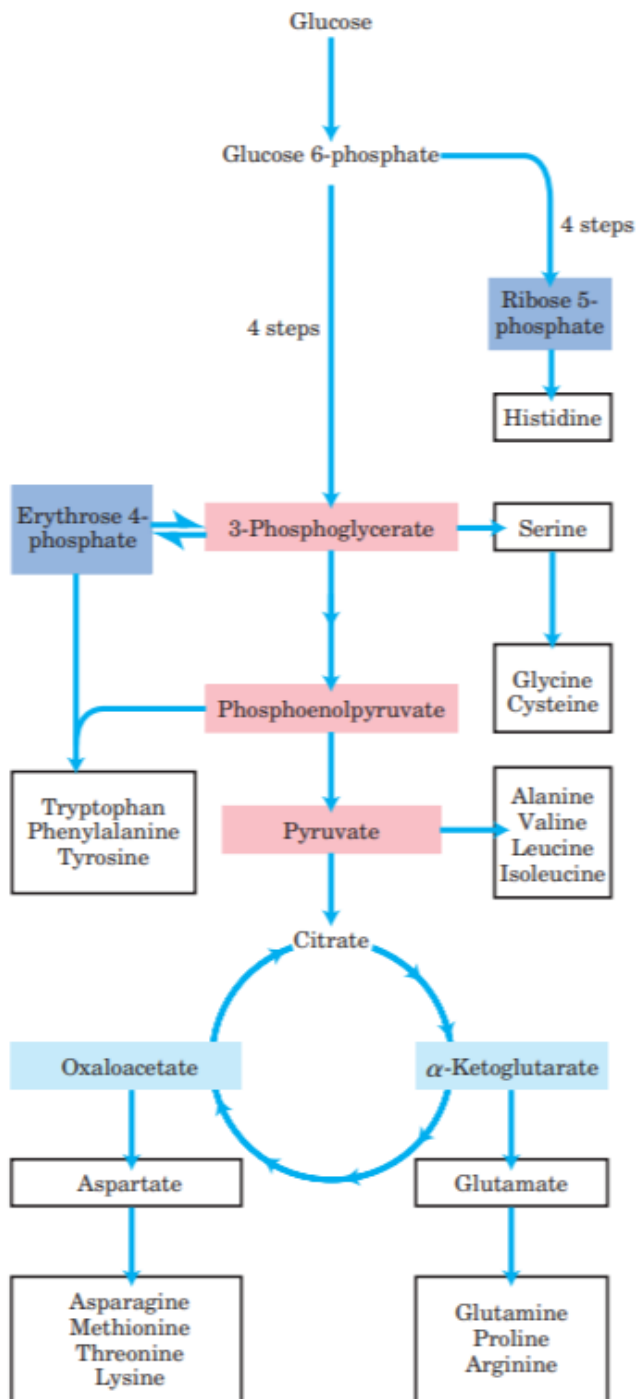 Glucose
Glucose 6-phosphate
4 steps
Ribose 5-
phosphate
4 steps
Histidine
Erythrose 4-
phosphate
3-Phosphoglycerate
Serine
Glycine
Cysteine
Phosphoenolpyruvate
Tryptophan
Phenylalanine
Tyrosine
Pyruvate
Alanine
Valine
Leucine
Isoleucine
Citrate
Oxaloacetate
α-Ketoglutarate
Aspartate
Glutamate
Asparagine
Methionine
Threonine
Lysine
Glutamine
Proline
Arginine